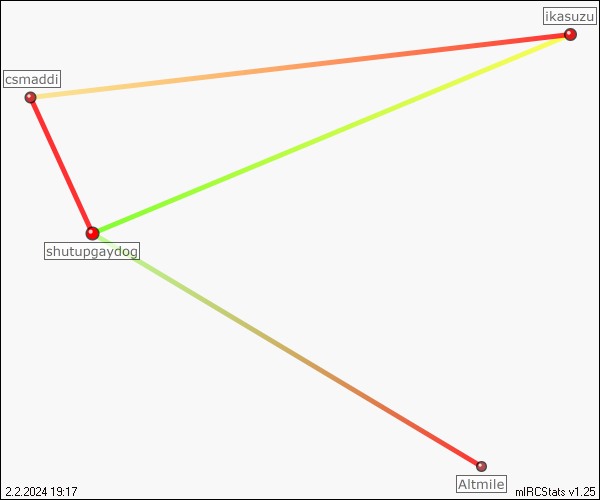 ikasuzu
csmaddi
shutupgaydog
Altmile
2.2.2024 19:17
mIRCStats v1.25